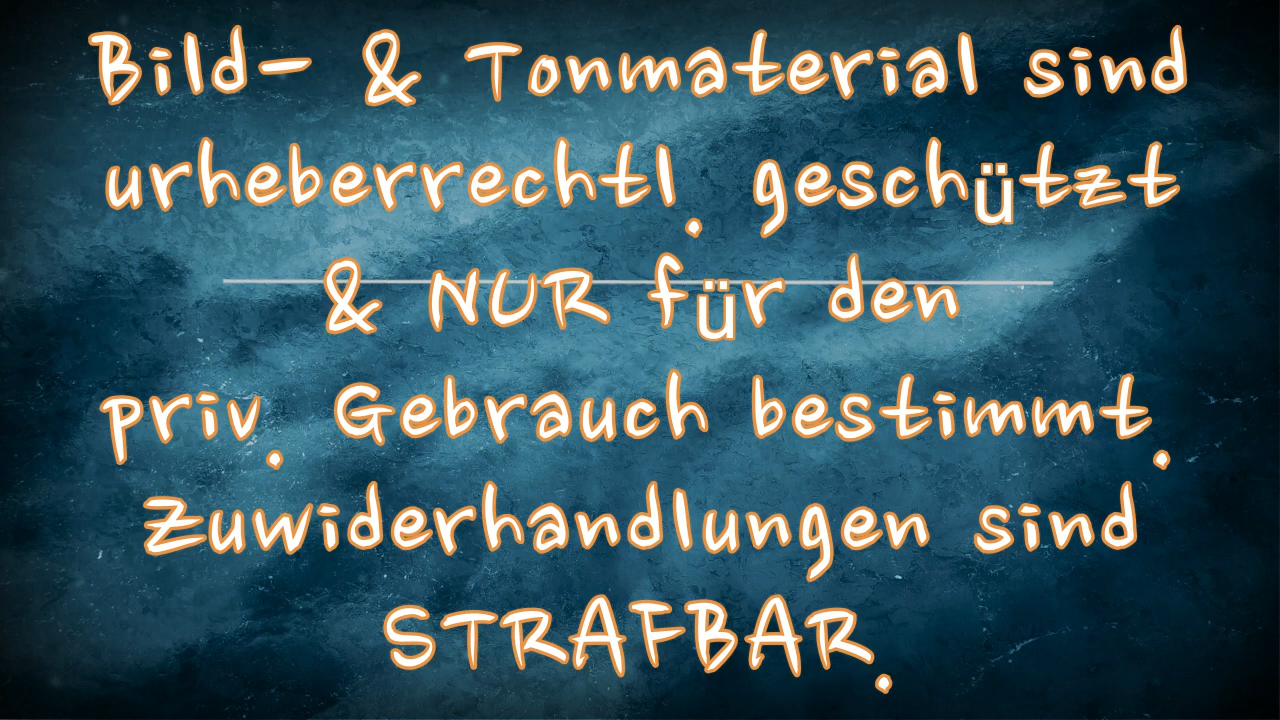 Bild- & Tonmaterial sind
urheberrechtl. geschützt
& NUR für den
priv. Gebrauch bestimmt.
Zuwiderhandlungen sind
STRAFBAR.